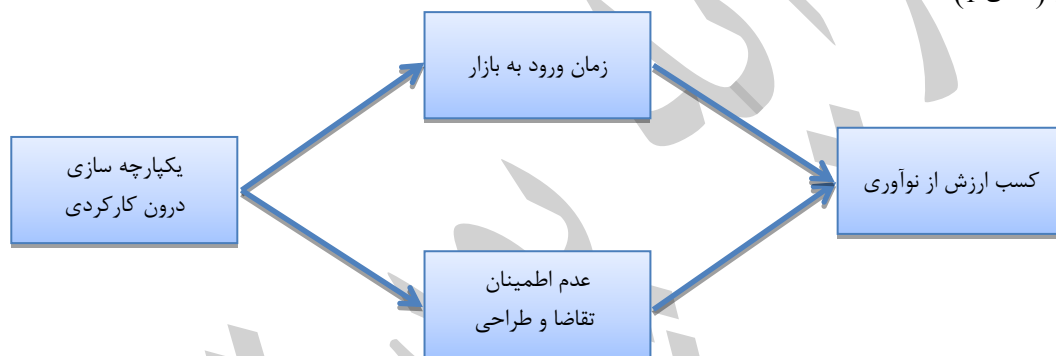 زمان ورود به بازار
یکپارچه سازی
درون کارکردی
کسب ارزش از نوآوری
عدم اطمینان
تقاضا و طراحی